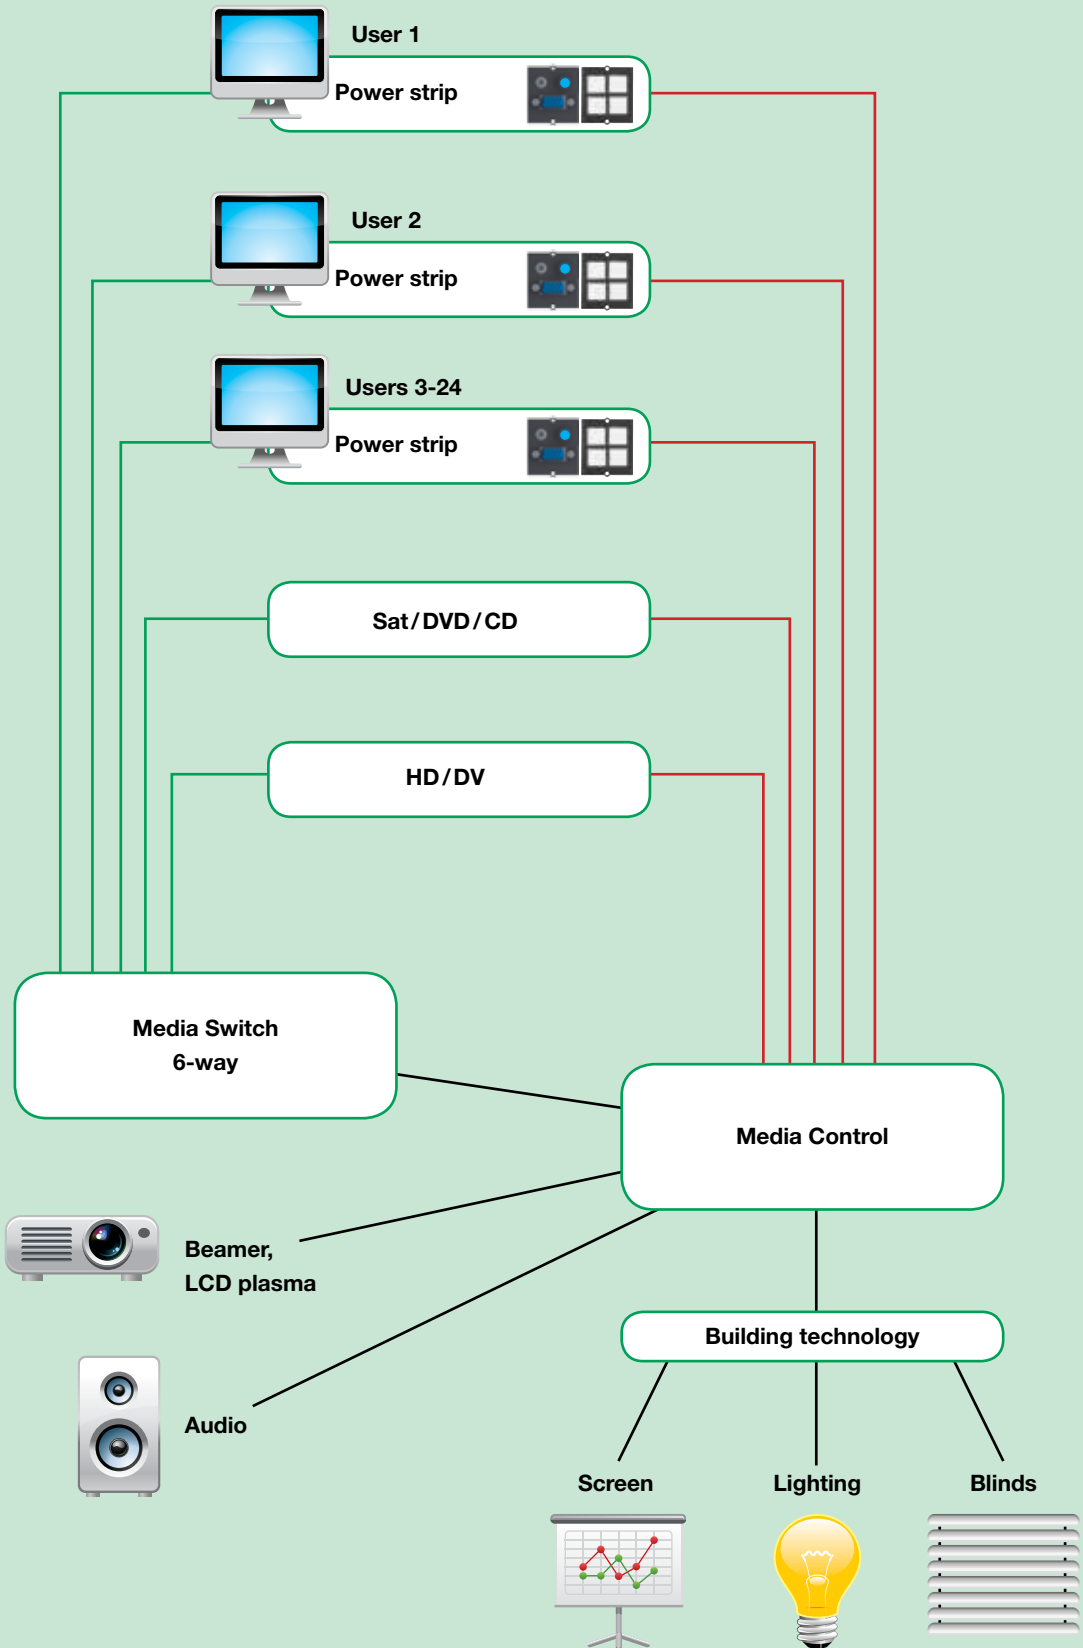 User 1
Power strip
User 2
Power strip
Users 3-24
Power strip
Sat/DVD/CD
HD/DV
Media Switch
6-way
Media Control
Beamer,
LCD plasma
Building technology
Audio
Screen
Lighting
Blinds